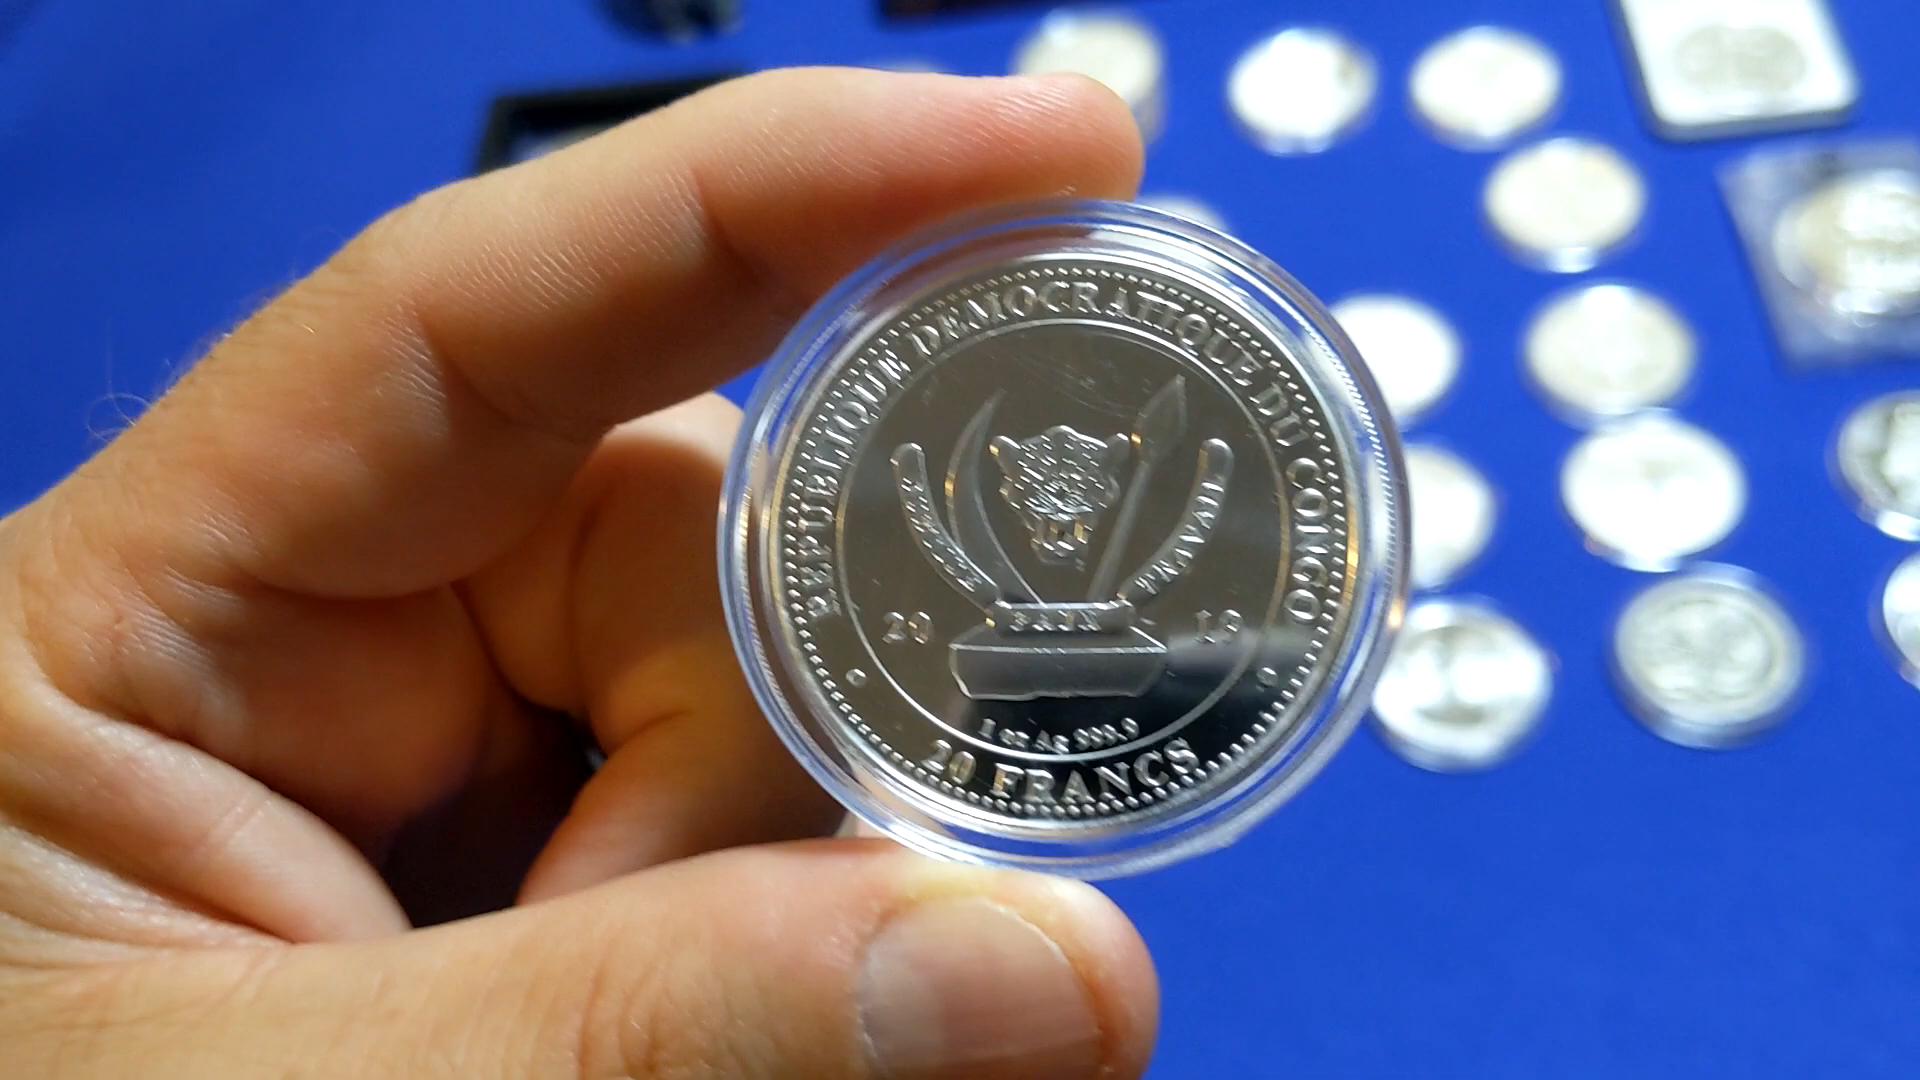 REPUBLIQUE DEMOCRATIQUE DU CONGO
JUSTICE
TRAVAIL
PAIX
20 19
1 oz Ag 999.9
20 FRANCS